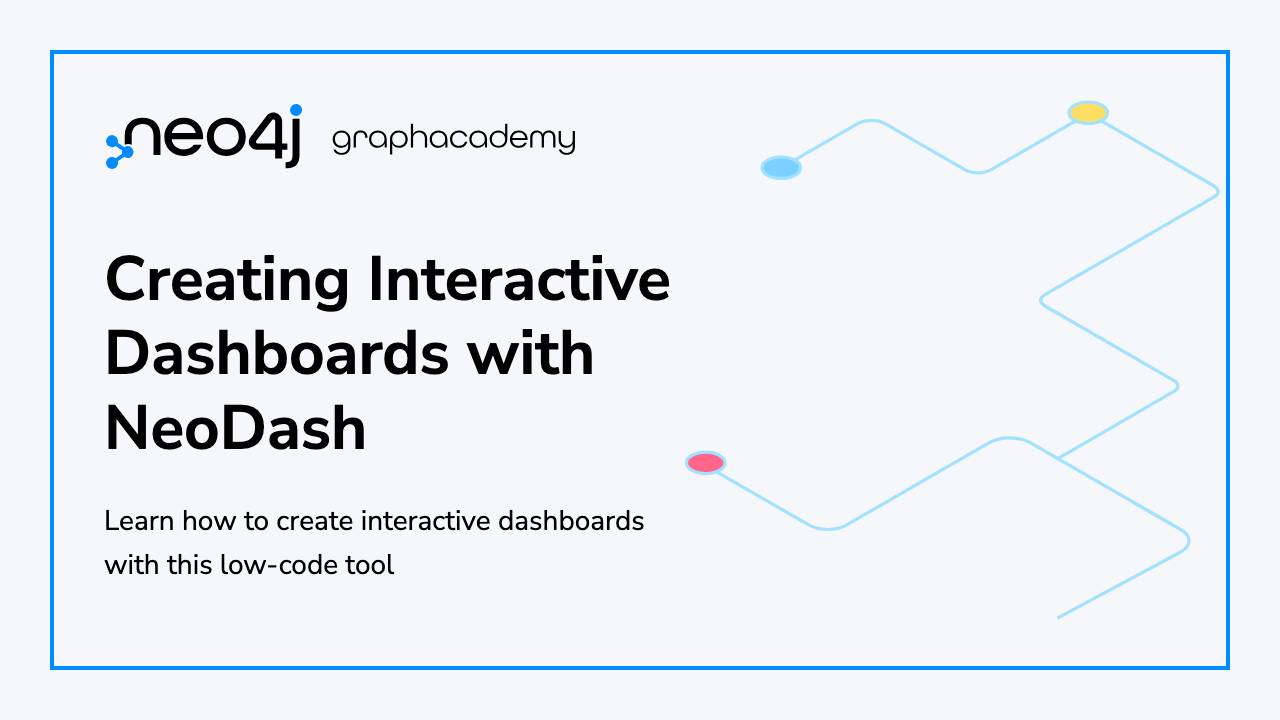 neo4j graphacademy
Creating Interactive
Dashboards with
NeoDash
Learn how to create interactive dashboards
with this low-code tool